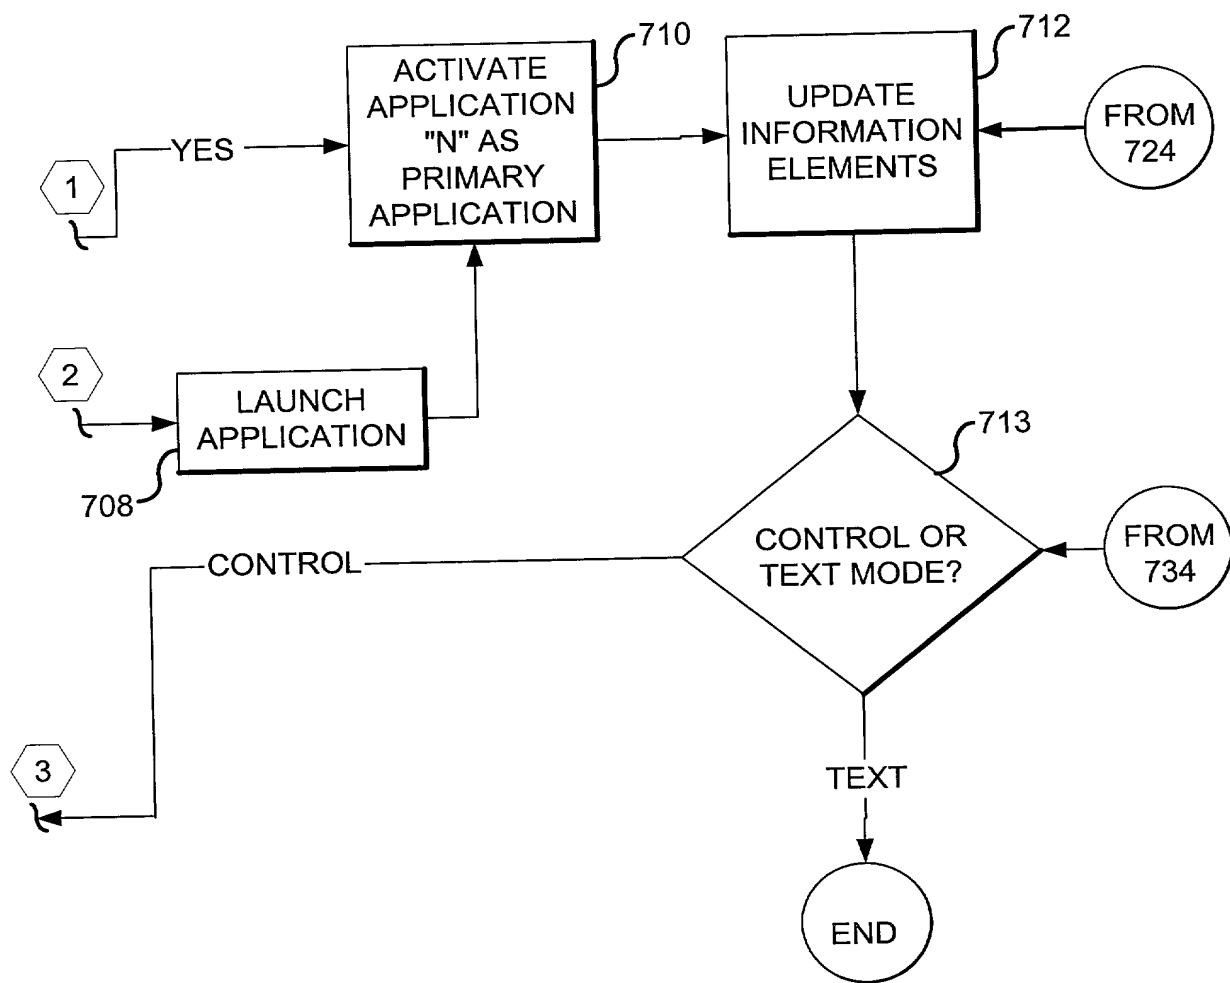 710
712
ACTIVATE
APPLICATION
"N" AS
PRIMARY
APPLICATION
UPDATE
INFORMATION
ELEMENTS
FROM
724
YES
1
2
LAUNCH
APPLICATION
708
713
CONTROL OR
TEXT MODE?
FROM
734
CONTROL
3
TEXT
END